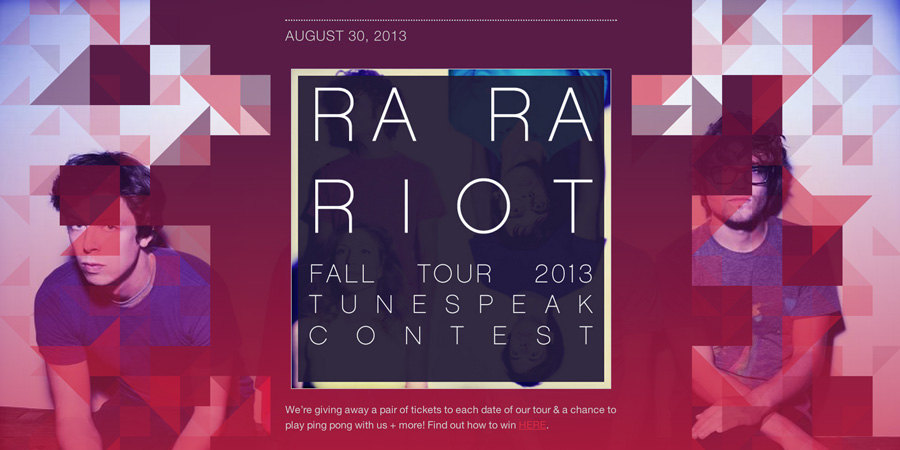 AUGUST 30, 2013
RA RA
RIOT
FALL TOUR 2013
TUNESPEAK
CONTEST
We're giving away a pair of tickets to each date of our tour & a chance to
play ping pong with us + more! Find out how to win HERE.